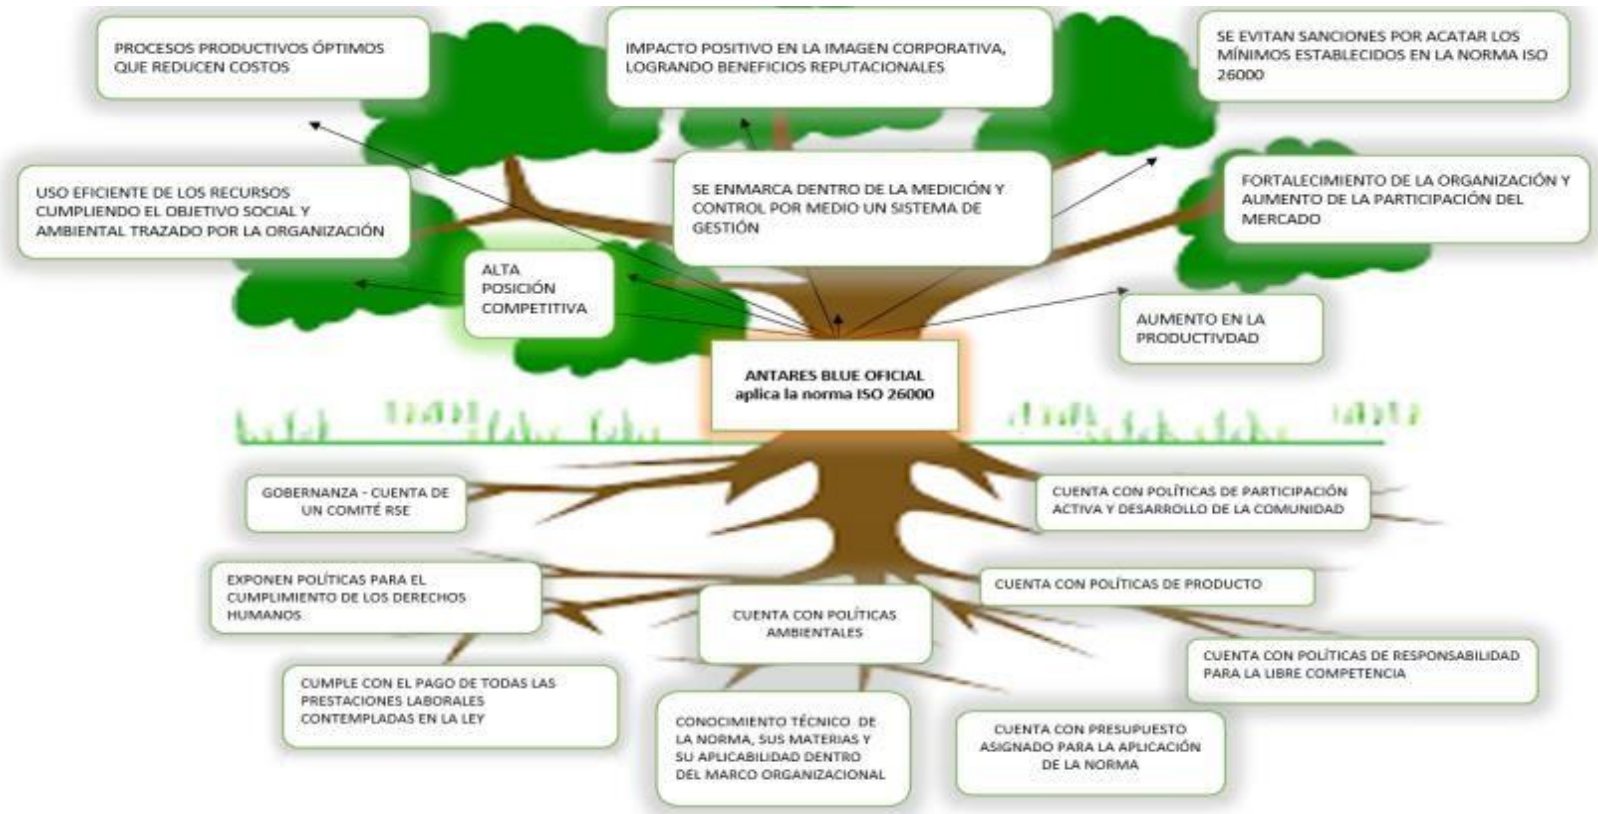 PROCESOS PRODUCTIVOS ÓPTIMOS
QUE REDUCEN COSTOS
IMPACTO POSITIVO EN LA IMAGEN CORPORATIVA,
LOGRANDO BENEFICIOS REPUTACIONALES
SE EVITAN SANCIONES POR ACATAR LOS
MÍNIMOS ESTABLECIDOS EN LA NORMA ISO
26000
USO EFICIENTE DE LOS RECURSOS
CUMPLIENDO EL OBJETIVO SOCIAL Y
AMBIENTAL TRAZADO POR LA ORGANIZACIÓN
SE ENMARCA DENTRO DE LA MEDICIÓN Y
CONTROL POR MEDIO UN SISTEMA DE
GESTIÓN
FORTALECIMIENTO DE LA ORGANIZACIÓN Y
AUMENTO DE LA PARTICIPACIÓN DEL
MERCADO
ALTA
POSICIÓN
COMPETITIVA
AUMENTO EN LA
PRODUCTIVDAD
ANTARES BLUE OFICIAL
aplica la norma ISO 26000
GOBERNANZA - CUENTA DE
UN COMITÉ RSE
CUENTA CON POLÍTICAS DE PARTICIPACIÓN
ACTIVA Y DESARROLLO DE LA COMUNIDAD
EXPONEN POLÍTICAS PARA EL
CUMPLIMIENTO DE LOS DERECHOS
HUMANOS
CUENTA CON POLÍTICAS
AMBIENTALES
CUENTA CON POLÍTICAS DE PRODUCTO
CUENTA CON POLÍTICAS DE RESPONSABILIDAD
PARA LA LIBRE COMPETENCIA
CUMPLE CON EL PAGO DE TODAS LAS
PRESTACIONES LABORALES
CONTEMPLADAS EN LA LEY
CONOCIMIENTO TÉCNICO DE
LA NORMA, SUS MATERIAS Y
SU APLICABILIDAD DENTRO
DEL MARCO ORGANIZACIONAL
CUENTA CON PRESUPUESTO
ASIGNADO PARA LA APLICACIÓN
DE LA NORMA